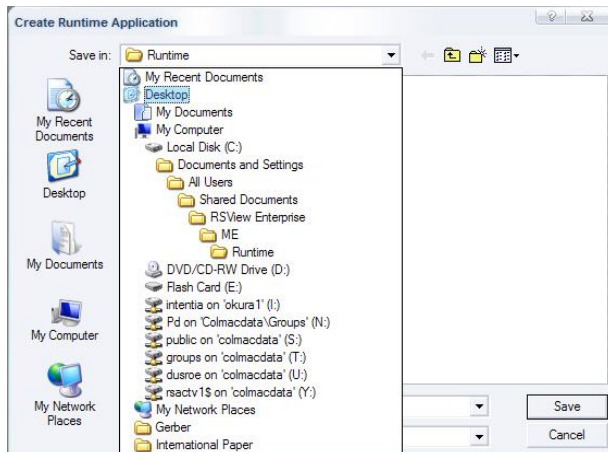 Create Runtime Application
Save in:
Runtime
My Recent Documents
Desktop
My Documents
My Computer
Local Disk (C:)
Documents and Settings
All Users
Shared Documents
RSView Enterprise
ME
Runtime
DVD/CD-RW Drive (D:)
Flash Card (E:)
intentia on 'okura1' (I:)
Pd on 'Colmacdata\Groups' (N:)
public on 'colmacdata' (S:)
groups on 'colmacdata' (T:)
dusroe on 'colmacdata' (U:)
rsactv1$ on 'colmacdata' (Y:)
My Network Places
Gerber
International Paper
My Recent
Documents
Desktop
My Documents
My Computer
My Network
Places
Save
Cancel